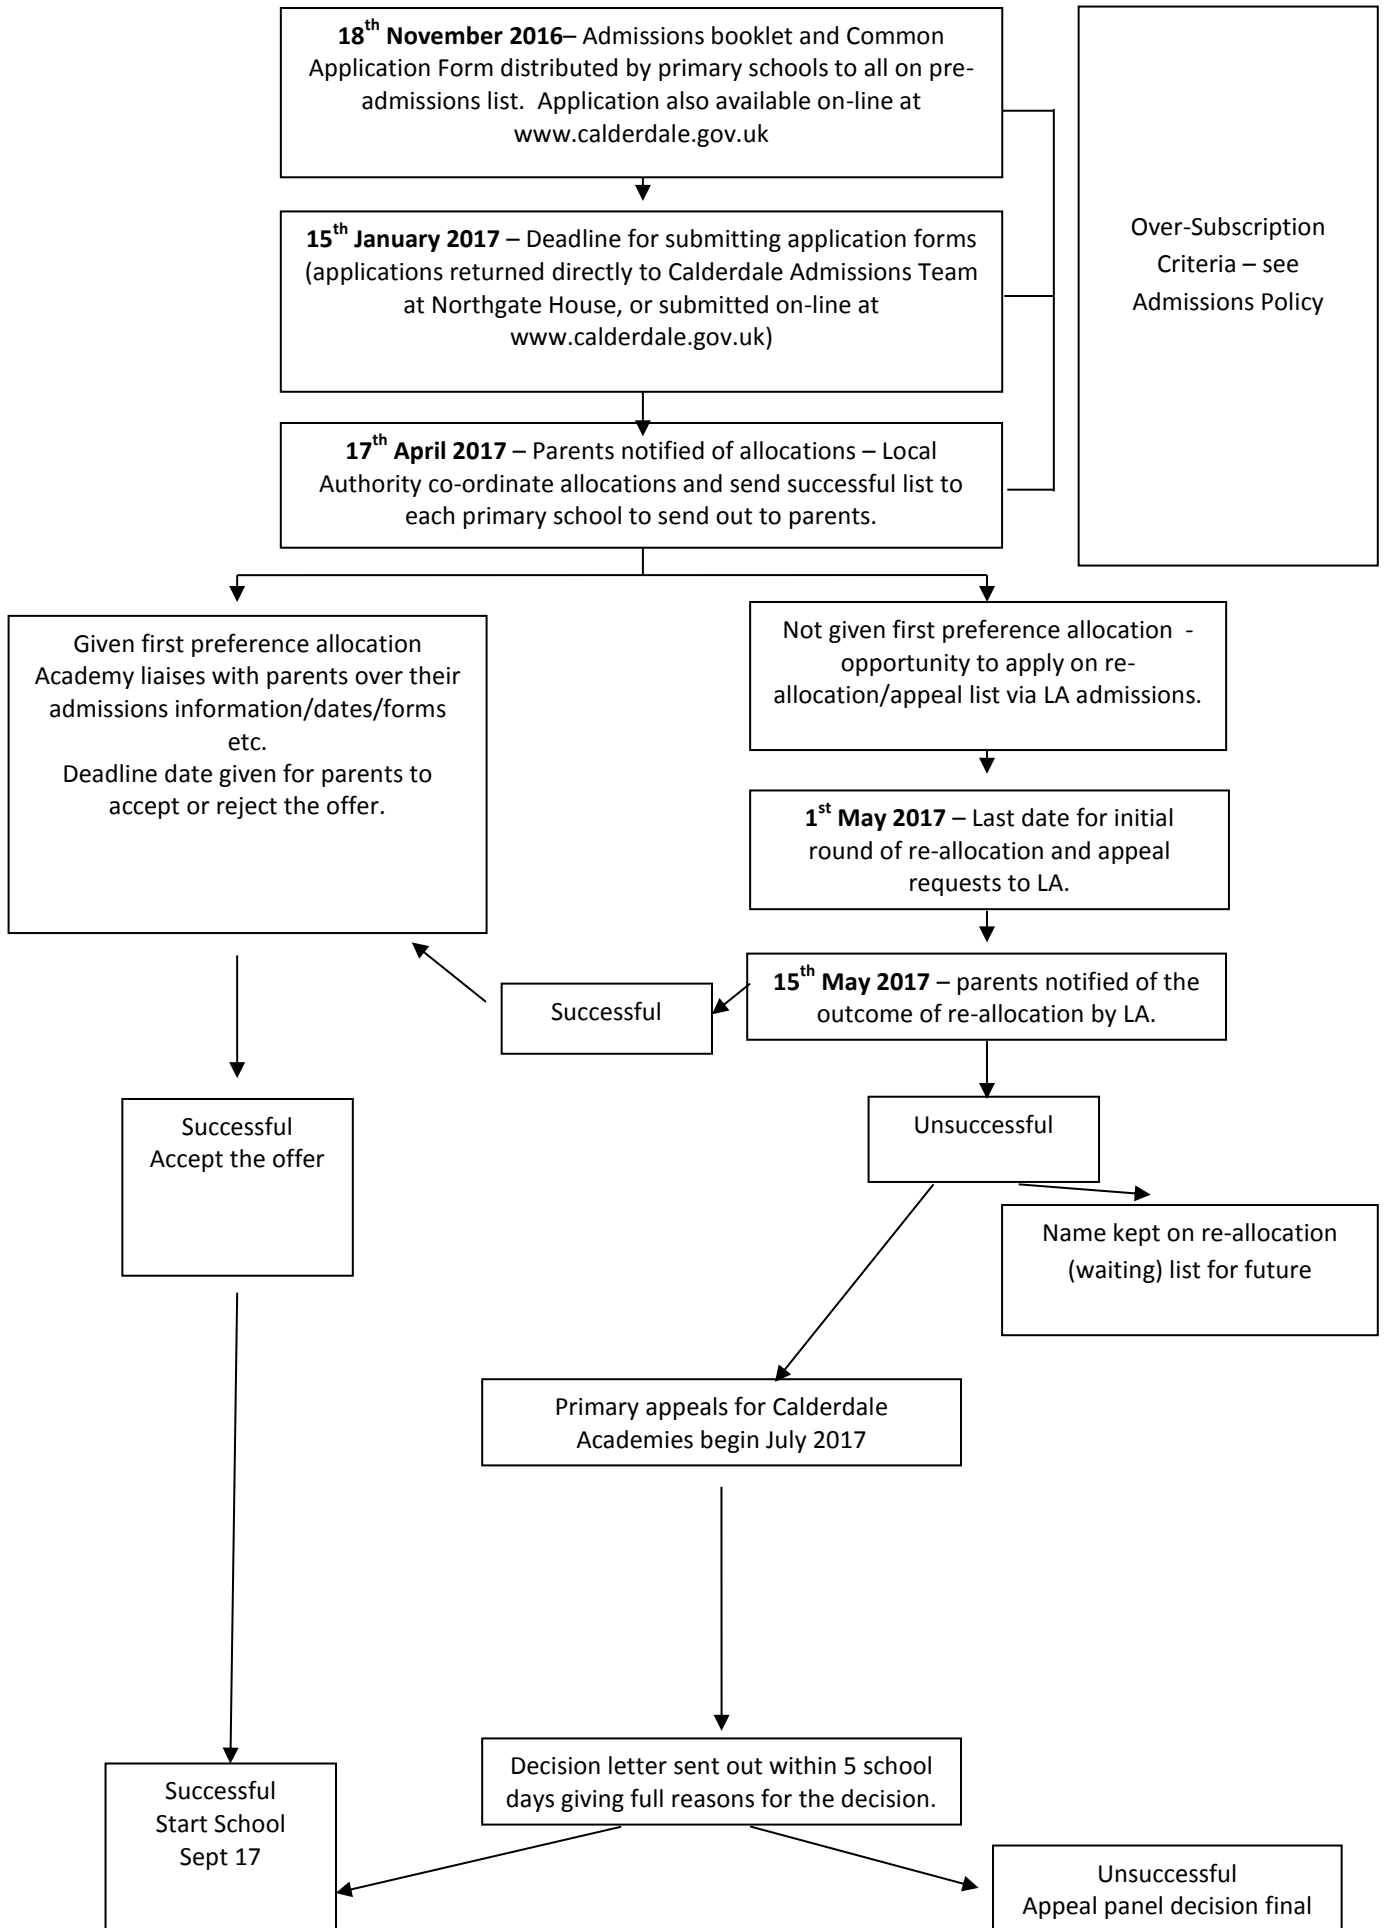 18th November 2016– Admissions booklet and Common
Application Form distributed by primary schools to all on pre-
admissions list.  Application also available on-line at
www.calderdale.gov.uk
15th January 2017 – Deadline for submitting application forms
(applications returned directly to Calderdale Admissions Team
at Northgate House, or submitted on-line at
www.calderdale.gov.uk)
Over-Subscription
Criteria – see
Admissions Policy
17th April 2017 – Parents notified of allocations – Local
Authority co-ordinate allocations and send successful list to
each primary school to send out to parents.
Given first preference allocation
Academy liaises with parents over their
admissions information/dates/forms
etc.
Deadline date given for parents to
accept or reject the offer.
Not given first preference allocation  -
opportunity to apply on re-
allocation/appeal list via LA admissions.
1st May 2017 – Last date for initial
round of re-allocation and appeal
requests to LA.
15th May 2017 – parents notified of the
outcome of re-allocation by LA.
Successful
Successful
Accept the offer
Unsuccessful
Name kept on re-allocation
(waiting) list for future
Primary appeals for Calderdale
Academies begin July 2017
Decision letter sent out within 5 school
days giving full reasons for the decision.
Successful
Start School
Sept 17
Unsuccessful
Appeal panel decision final